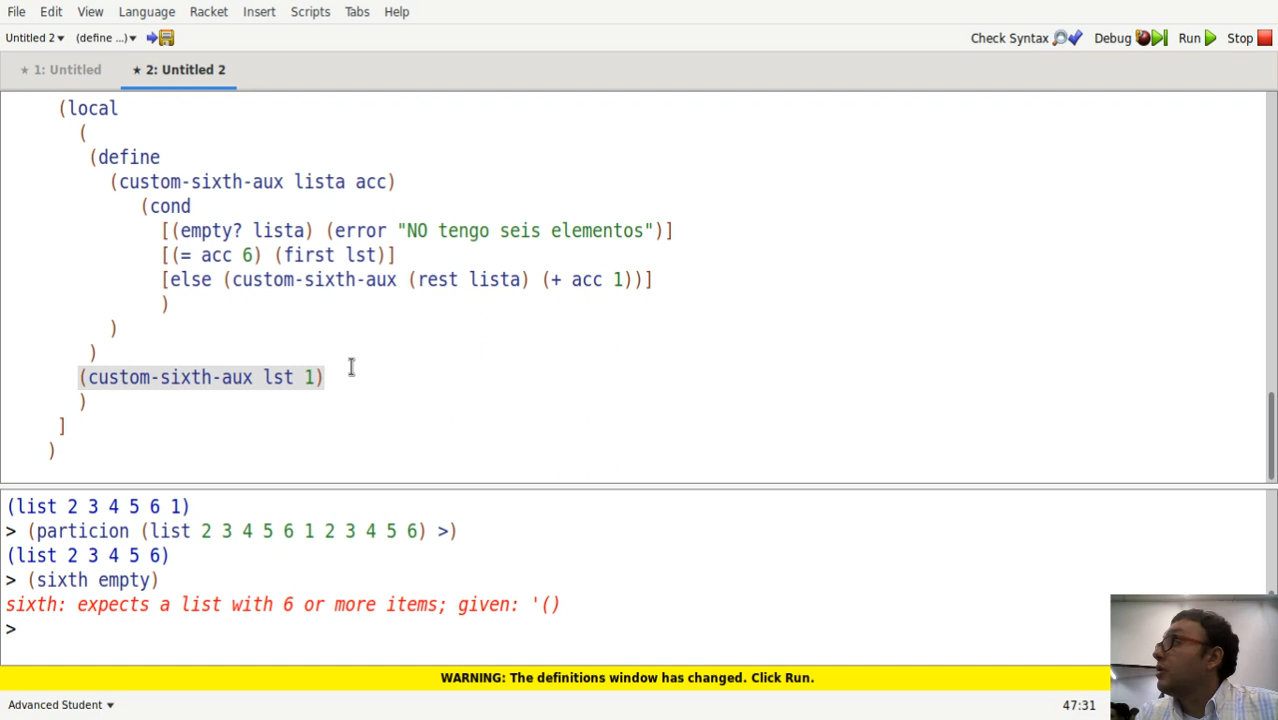 File Edit View Language Racket Insert Scripts Tabs Help
Untitled 2 (define ...) Check Syntax Debug Run Stop
1: Untitled 2: Untitled 2
(local
(
(define
(custom-sixth-aux lista acc)
(cond
[(empty? lista) (error "NO tengo seis elementos")]
[(= acc 6) (first lst)]
[else (custom-sixth-aux (rest lista) (+ acc 1))]
)
)
)
(custom-sixth-aux lst 1)
)
]
)
(list 2 3 4 5 6 1)
> (particion (list 2 3 4 5 6 1 2 3 4 5 6) >)
(list 2 3 4 5 6)
> (sixth empty)
sixth: expects a list with 6 or more items; given: '()
>
WARNING: The definitions window has changed. Click Run.
Advanced Student 47:31